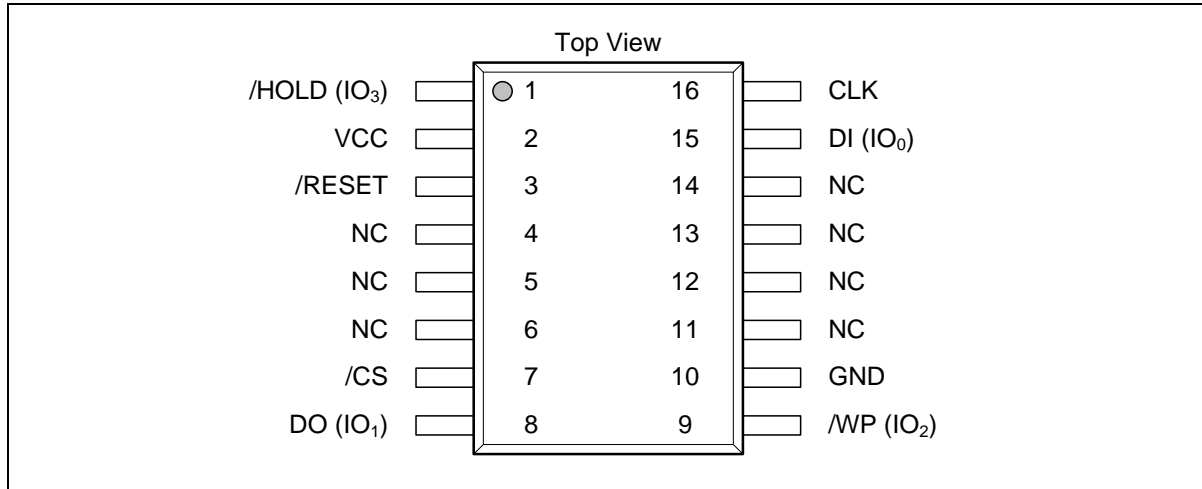 Top View
/HOLD (IO₃) 1 16 CLK
VCC 2 15 DI (IO₀)
/RESET 3 14 NC
NC 4 13 NC
NC 5 12 NC
NC 6 11 NC
/CS 7 10 GND
DO (IO₁) 8 9 /WP (IO₂)